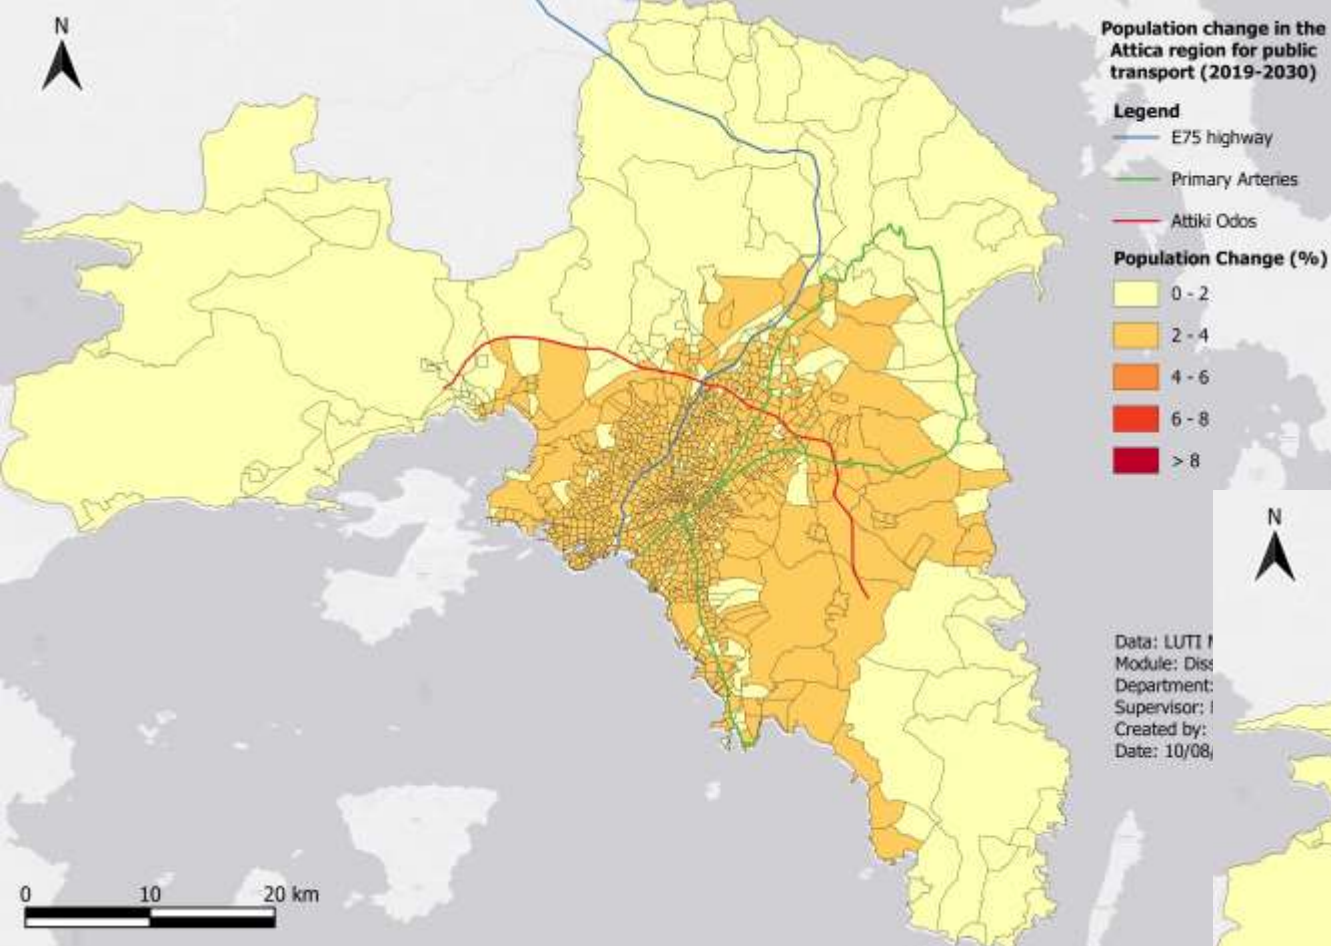 N
Population change in the
Attica region for public
transport (2019-2030)
Legend
E75 highway
Primary Arteries
Attiki Odos
Population Change (%)
0 - 2
2 - 4
4 - 6
6 - 8
> 8
N
Data: LUTI
Module:
Department:
Supervisor:
Created by:
Date: 10/08/
0 10 20 km